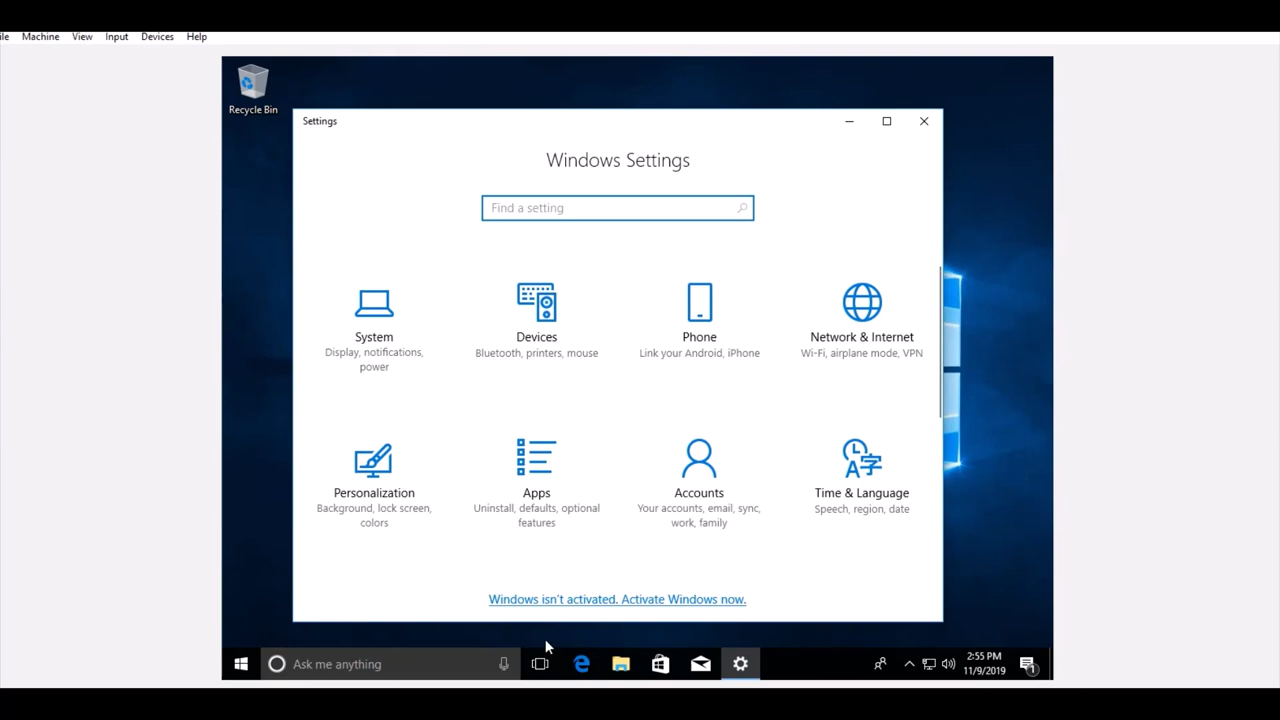 ile Machine View Input Devices Help
Recycle Bin
Settings
Windows Settings
Find a setting
System
Display, notifications,
power
Devices
Bluetooth, printers, mouse
Phone
Link your Android, iPhone
Network & Internet
Wi-Fi, airplane mode, VPN
Personalization
Background, lock screen,
colors
Apps
Uninstall, defaults, optional
features
Accounts
Your accounts, email, sync,
work, family
Time & Language
Speech, region, date
Windows isn't activated. Activate Windows now.
Ask me anything
2:55 PM
11/9/2019
1